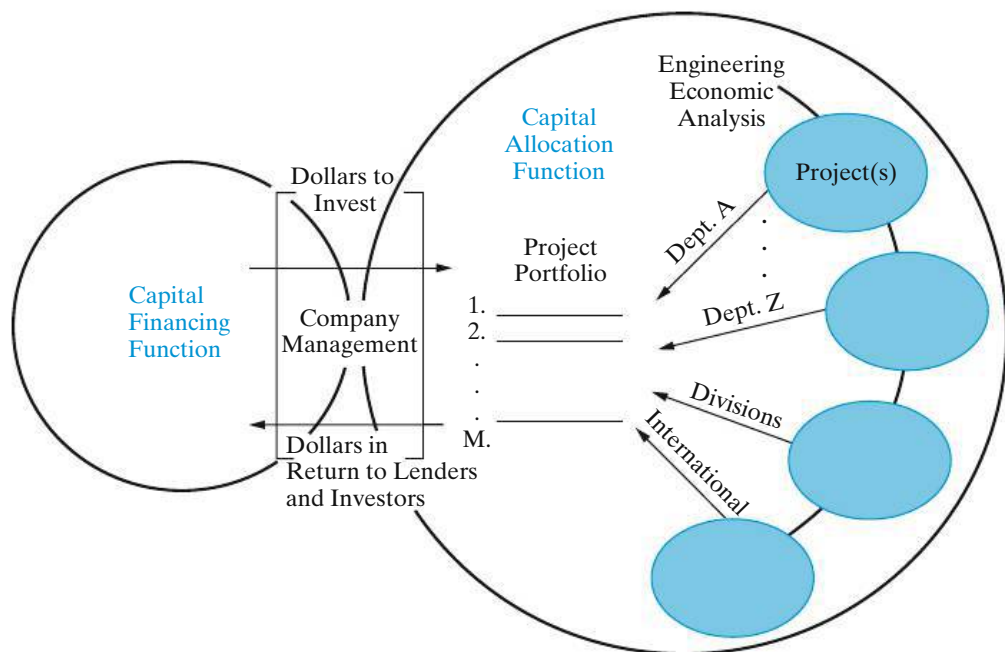 Engineering
Economic
Analysis
Capital
Allocation
Function
Project(s)
Dollars to
Invest
Dept. A
.
.
.
.
Project
Portfolio
Dept. Z
Capital
Financing
Function
Company
Management
1.
2.
.
.
.
M.
Divisions
International
Dollars in
Return to Lenders
and Investors